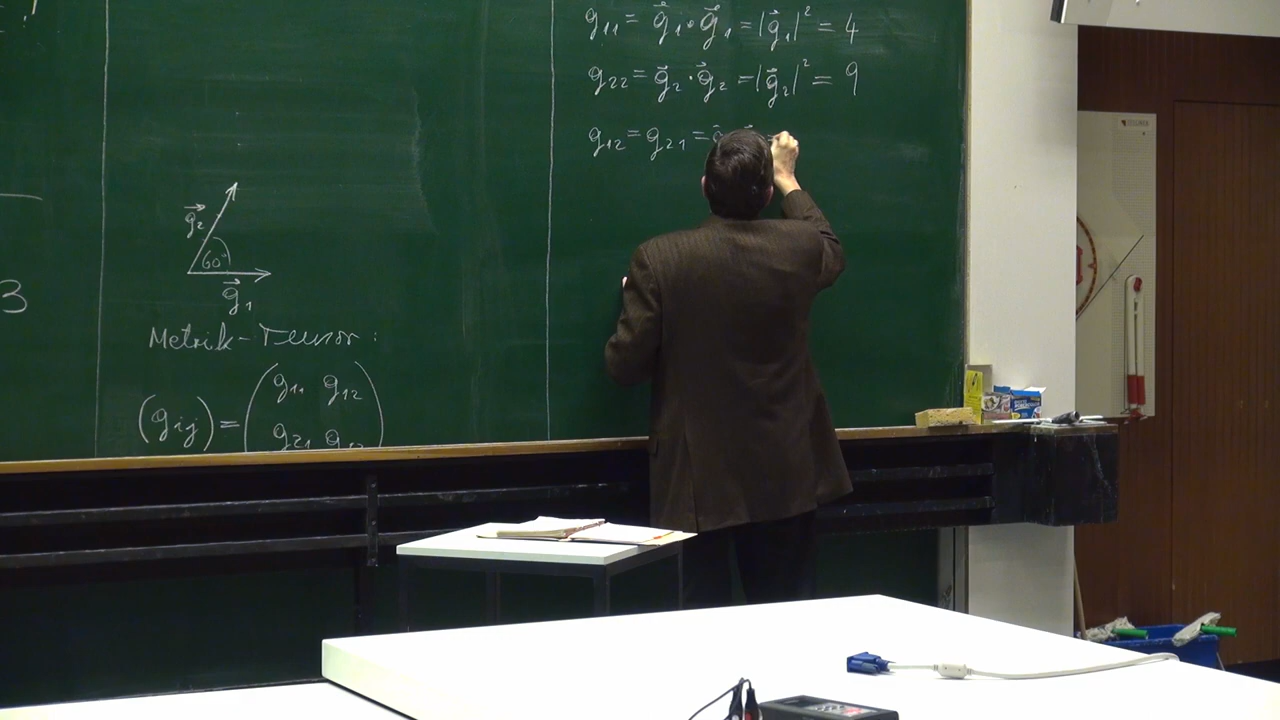 !
3
g⃗₂
60°
g⃗₁
Metrik-Tensor:
(gᵢⱼ) = ( g₁₁ g₁₂
g₂₁ g₂₂
g₁₁ = g⃗₁ · g⃗₁ = |g⃗₁|² = 4
g₂₂ = g⃗₂ · g⃗₂ = |g⃗₂|² = 9
g₁₂ = g₂₁ =